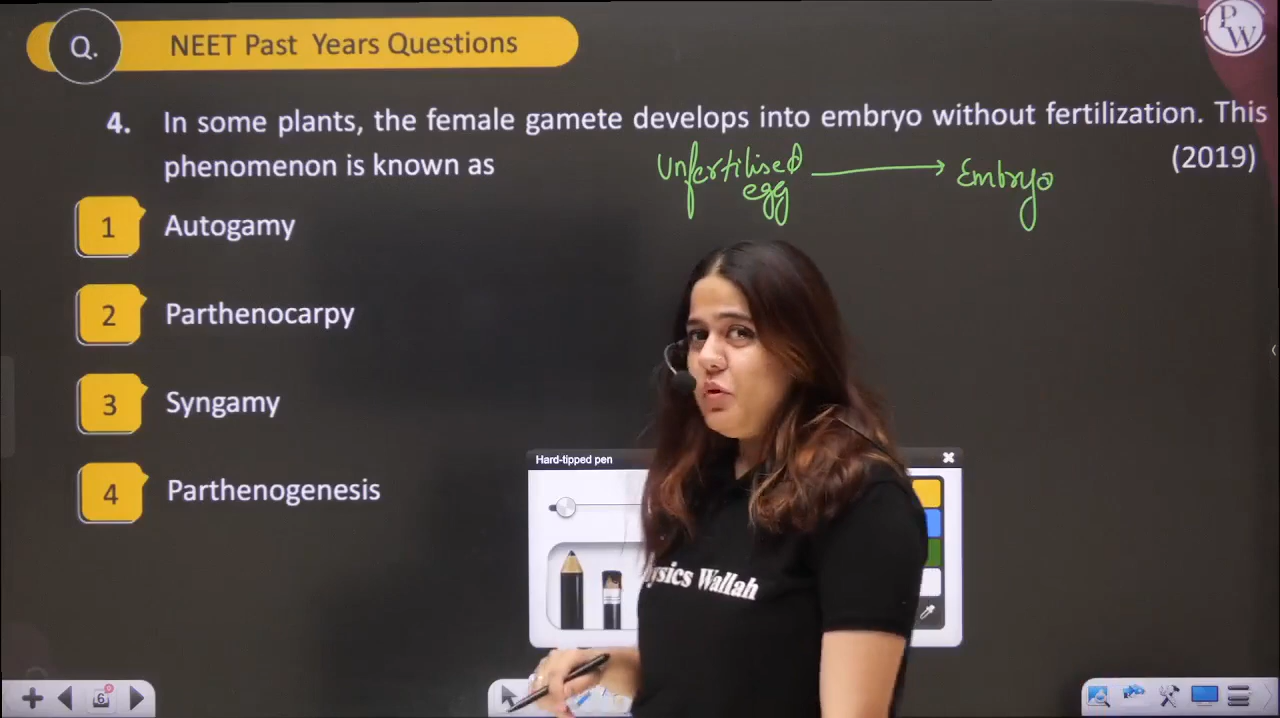 Q.
NEET Past Years Questions
PW
4. In some plants, the female gamete develops into embryo without fertilization. This
phenomenon is known as
(2019)
Unfertilised
egg
Embryo
1 Autogamy
2 Parthenocarpy
3 Syngamy
4 Parthenogenesis
Hard-tipped pen
ysics Wallah
6